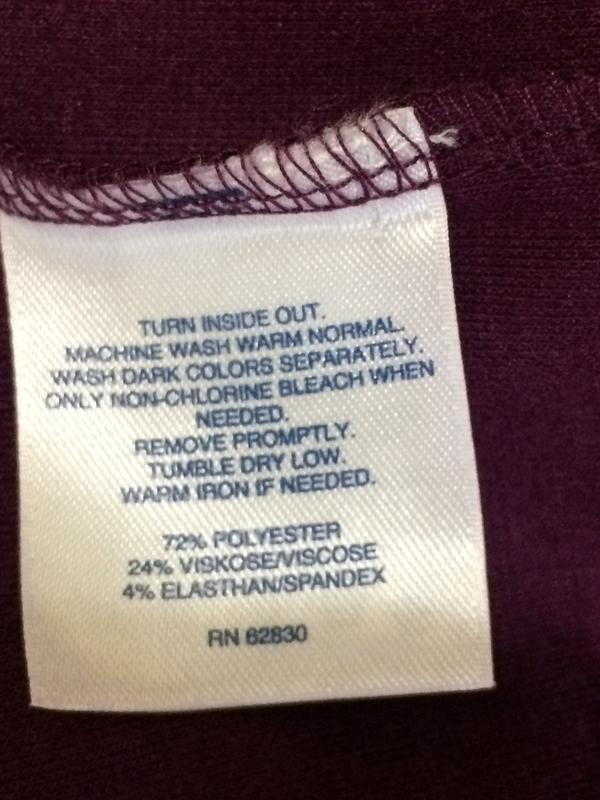 TURN INSIDE OUT.
MACHINE WASH WARM NORMAL.
WASH DARK COLORS SEPARATELY.
ONLY NON-CHLORINE BLEACH WHEN
NEEDED.
REMOVE PROMPTLY.
TUMBLE DRY LOW.
WARM IRON IF NEEDED.
72% POLYESTER
24% VISKOSE/VISCOSE
4% ELASTHAN/SPANDEX
RN 62830